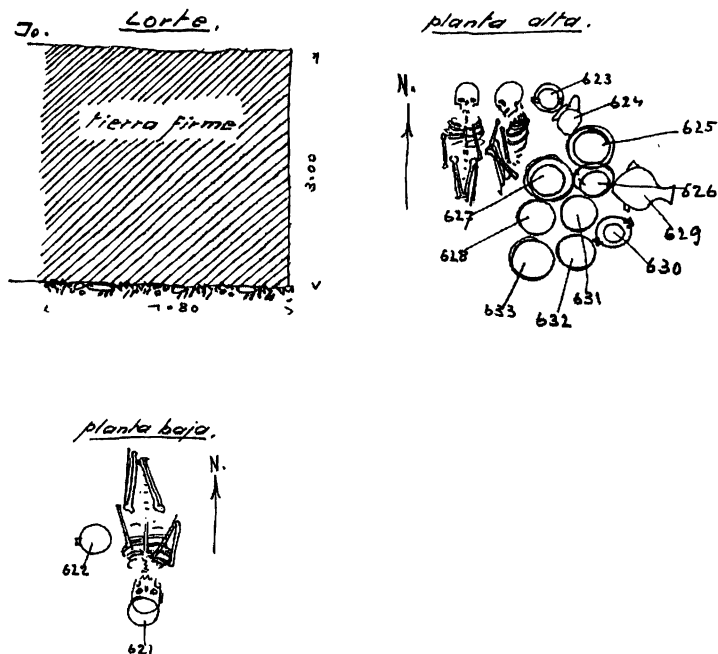 Jo.
Corte.
tierra firme
3.00
1.80
planta alta.
N.
623
624
625
626
627
628
629
630
631
632
633
planta baja.
N.
622
621